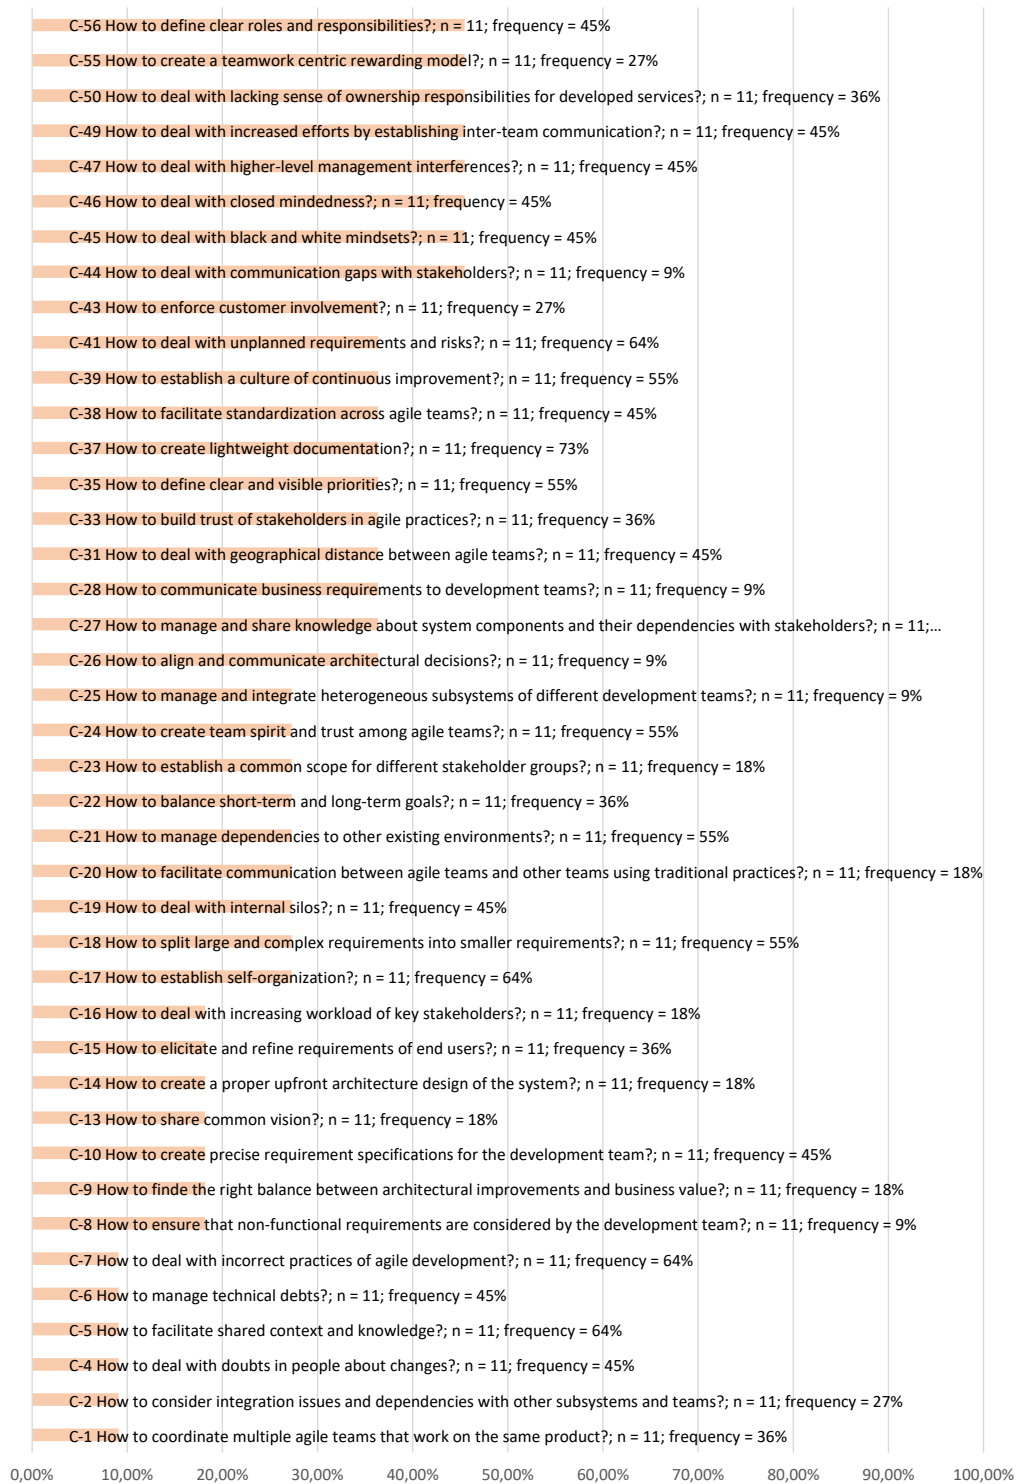 C-56 How to define clear roles and responsibilities?; n = 11; frequency = 45%
C-55 How to create a teamwork centric rewarding model?; n = 11; frequency = 27%
C-50 How to deal with lacking sense of ownership responsibilities for developed services?; n = 11; frequency = 36%
C-49 How to deal with increased efforts by establishing inter-team communication?; n = 11; frequency = 45%
C-47 How to deal with higher-level management interferences?; n = 11; frequency = 45%
C-46 How to deal with closed mindedness?; n = 11; frequency = 45%
C-45 How to deal with black and white mindsets?; n = 11; frequency = 45%
C-44 How to deal with communication gaps with stakeholders?; n = 11; frequency = 9%
C-43 How to enforce customer involvement?; n = 11; frequency = 27%
C-41 How to deal with unplanned requirements and risks?; n = 11; frequency = 64%
C-39 How to establish a culture of continuous improvement?; n = 11; frequency = 55%
C-38 How to facilitate standardization across agile teams?; n = 11; frequency = 45%
C-37 How to create lightweight documentation?; n = 11; frequency = 73%
C-35 How to define clear and visible priorities?; n = 11; frequency = 55%
C-33 How to build trust of stakeholders in agile practices?; n = 11; frequency = 36%
C-31 How to deal with geographical distance between agile teams?; n = 11; frequency = 45%
C-28 How to communicate business requirements to development teams?; n = 11; frequency = 9%
C-27 How to manage and share knowledge about system components and their dependencies with stakeholders?; n = 11;...
C-26 How to align and communicate architectural decisions?; n = 11; frequency = 9%
C-25 How to manage and integrate heterogeneous subsystems of different development teams?; n = 11; frequency = 9%
C-24 How to create team spirit and trust among agile teams?; n = 11; frequency = 55%
C-23 How to establish a common scope for different stakeholder groups?; n = 11; frequency = 18%
C-22 How to balance short-term and long-term goals?; n = 11; frequency = 36%
C-21 How to manage dependencies to other existing environments?; n = 11; frequency = 55%
C-20 How to facilitate communication between agile teams and other teams using traditional practices?; n = 11; frequency = 18%
C-19 How to deal with internal silos?; n = 11; frequency = 45%
C-18 How to split large and complex requirements into smaller requirements?; n = 11; frequency = 55%
C-17 How to establish self-organization?; n = 11; frequency = 64%
C-16 How to deal with increasing workload of key stakeholders?; n = 11; frequency = 18%
C-15 How to elicitate and refine requirements of end users?; n = 11; frequency = 36%
C-14 How to create a proper upfront architecture design of the system?; n = 11; frequency = 18%
C-13 How to share common vision?; n = 11; frequency = 18%
C-10 How to create precise requirement specifications for the development team?; n = 11; frequency = 45%
C-9 How to finde the right balance between architectural improvements and business value?; n = 11; frequency = 18%
C-8 How to ensure that non-functional requirements are considered by the development team?; n = 11; frequency = 9%
C-7 How to deal with incorrect practices of agile development?; n = 11; frequency = 64%
C-6 How to manage technical debts?; n = 11; frequency = 45%
C-5 How to facilitate shared context and knowledge?; n = 11; frequency = 64%
C-4 How to deal with doubts in people about changes?; n = 11; frequency = 45%
C-2 How to consider integration issues and dependencies with other subsystems and teams?; n = 11; frequency = 27%
C-1 How to coordinate multiple agile teams that work on the same product?; n = 11; frequency = 36%
0,00% 10,00% 20,00% 30,00% 40,00% 50,00% 60,00% 70,00% 80,00% 90,00% 100,00%